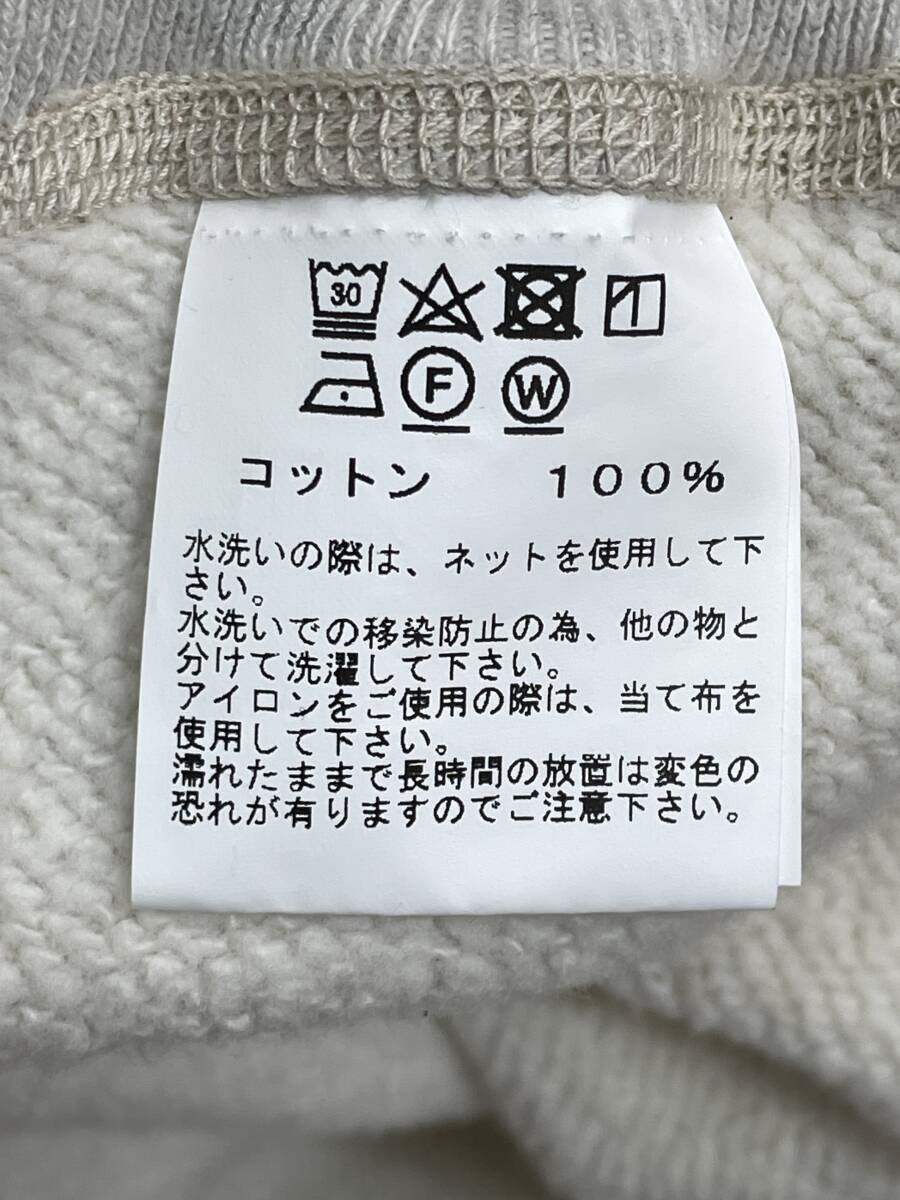 30
F W
コットン 100%
水洗いの際は、ネットを使用して下
さい。
水洗いでの移染防止の為、他の物と
分けて洗濯して下さい。
アイロンをご使用の際は、当て布を
使用して下さい。
濡れたままで長時間の放置は変色の
恐れが有りますのでご注意下さい。